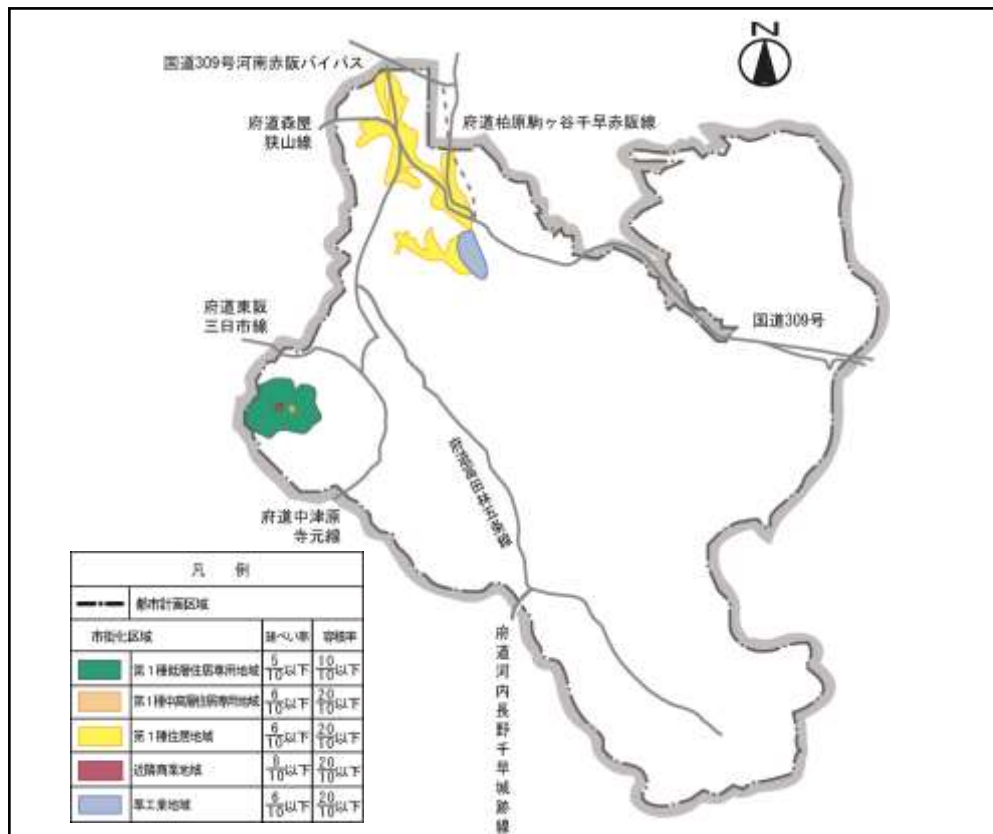 N
国道309号河南赤阪バイパス
府道森屋
狭山線
府道柏原駒ヶ谷千早赤阪線
府道東阪
三日市線
国道309号
府道中津原
寺元線
府道河内長野千早城跡線
凡 例
都市計画区域
市街化区域 建ぺい率 容積率
第1種低層住居専用地域 5/10以下 10/10以下
第1種中高層住居専用地域 6/10以下 20/10以下
第1種住居地域 6/10以下 20/10以下
近隣商業地域 8/10以下 20/10以下
準工業地域 6/10以下 20/10以下